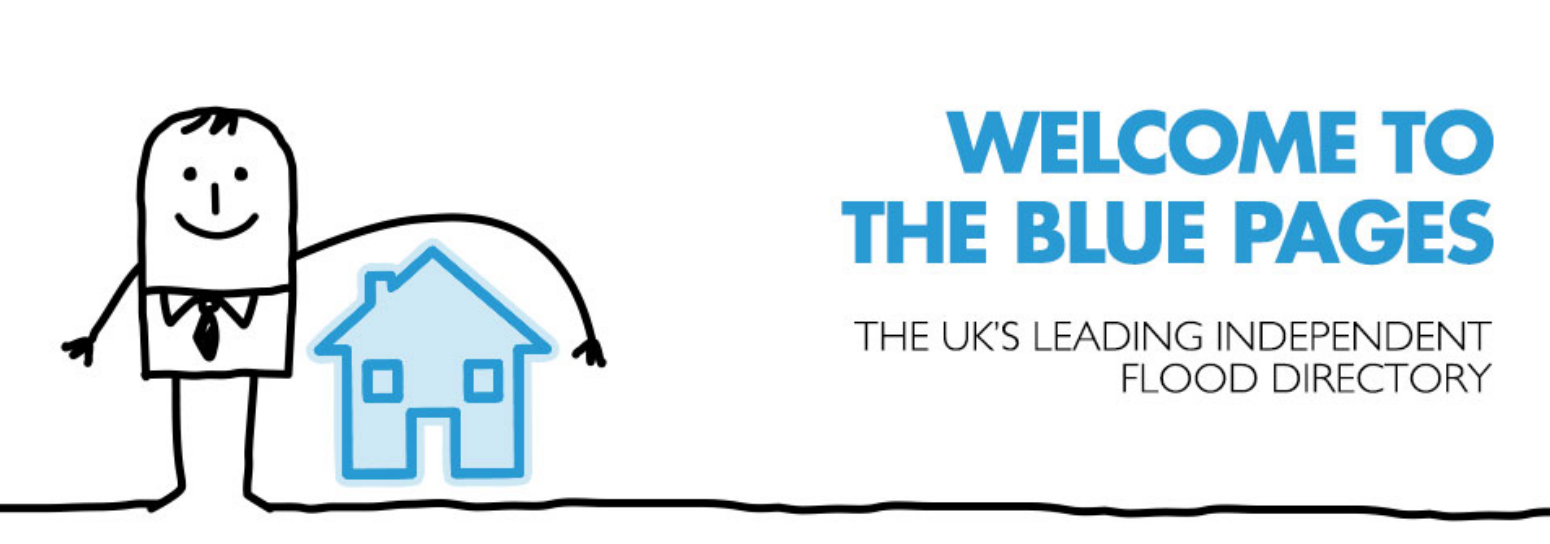 WELCOME TO
THE BLUE PAGES
THE UK'S LEADING INDEPENDENT
FLOOD DIRECTORY